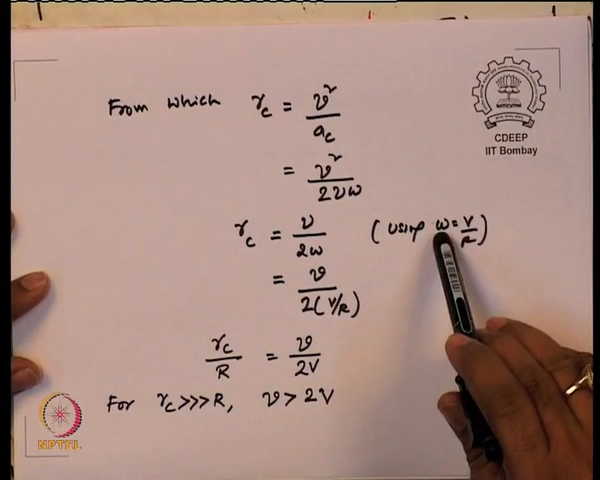 From which r_c = v²/a_c
= v²/2vω
r_c = v/2ω (using ω = V/R)
= v/2(V/R)
r_c/R = v/2V
For r_c >>> R, v > 2V
CDEEP
IIT Bombay
NPTEL